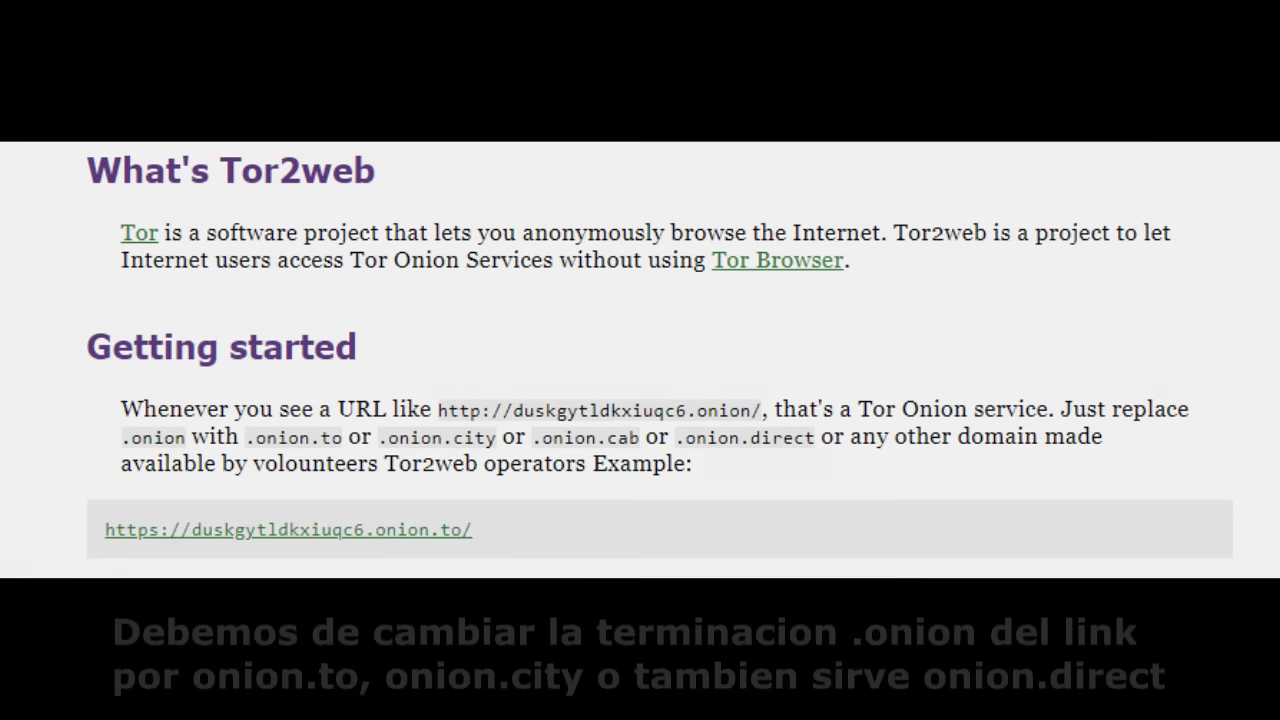 What's Tor2web
Tor is a software project that lets you anonymously browse the Internet. Tor2web is a project to let
Internet users access Tor Onion Services without using Tor Browser.
Getting started
Whenever you see a URL like http://duskgytldkxiuqc6.onion/, that's a Tor Onion service. Just replace
.onion with .onion.to or .onion.city or .onion.cab or .onion.direct or any other domain made
available by volounteers Tor2web operators Example:
https://duskgytldkxiuqc6.onion.to/
Debemos de cambiar la terminacion .onion del link
por onion.to, onion.city o tambien sirve onion.direct